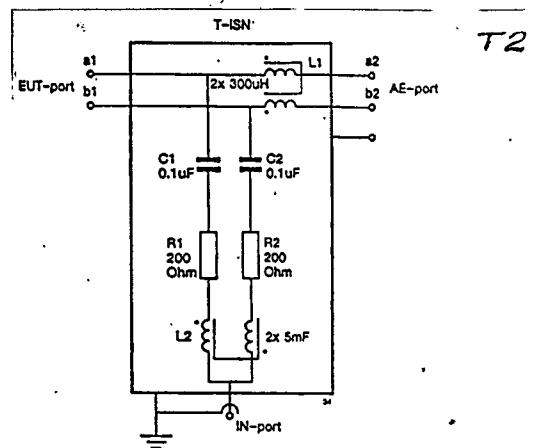 T-ISN
T2
a1
L1
a2
EUT-port
2x 300uH
AE-port
b1
b2
C1
0.1uF
C2
0.1uF
R1
200
Ohm
R2
200
Ohm
L2
2x 5mF
34
IN-port